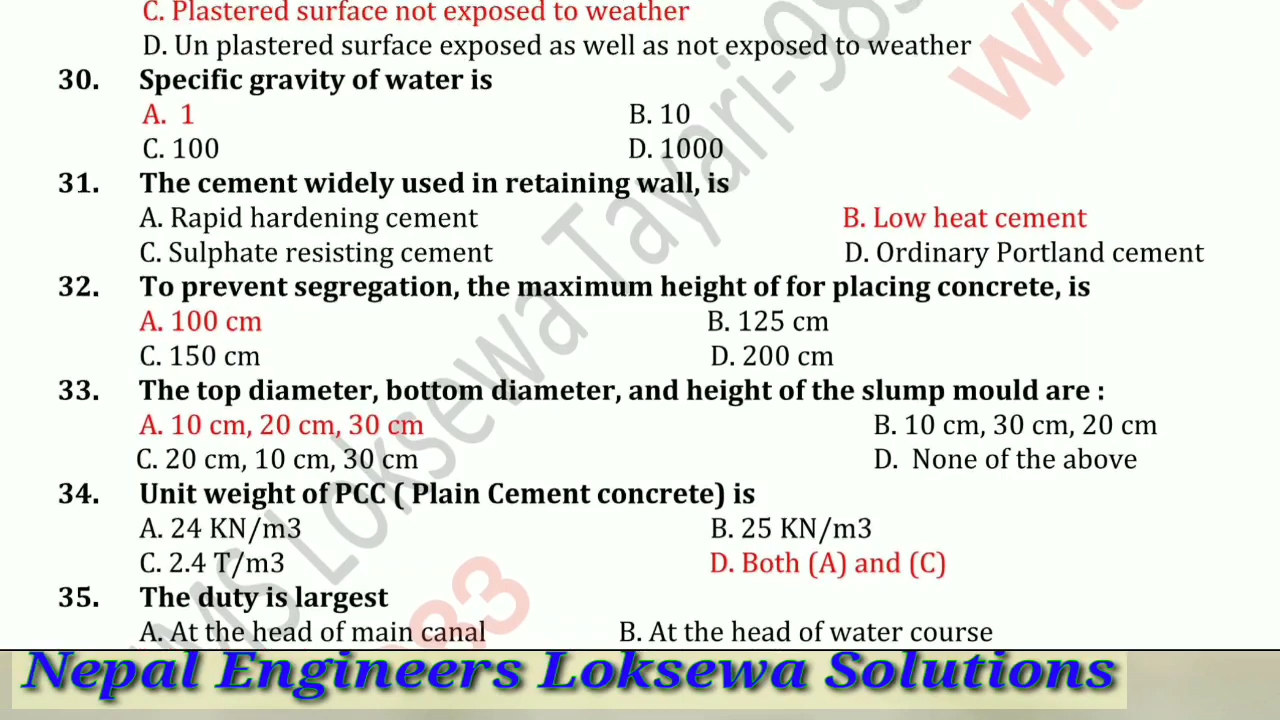 C. Plastered surface not exposed to weather
D. Un plastered surface exposed as well as not exposed to weather
30. Specific gravity of water is
A. 1 B. 10
C. 100 D. 1000
31. The cement widely used in retaining wall, is
A. Rapid hardening cement B. Low heat cement
C. Sulphate resisting cement D. Ordinary Portland cement
32. To prevent segregation, the maximum height of for placing concrete, is
A. 100 cm B. 125 cm
C. 150 cm D. 200 cm
33. The top diameter, bottom diameter, and height of the slump mould are :
A. 10 cm, 20 cm, 30 cm B. 10 cm, 30 cm, 20 cm
C. 20 cm, 10 cm, 30 cm D. None of the above
34. Unit weight of PCC ( Plain Cement concrete) is
A. 24 KN/m3 B. 25 KN/m3
C. 2.4 T/m3 D. Both (A) and (C)
35. The duty is largest
A. At the head of main canal B. At the head of water course
MS Loksewa Tayari-98
Wha
83
Nepal Engineers Loksewa Solutions